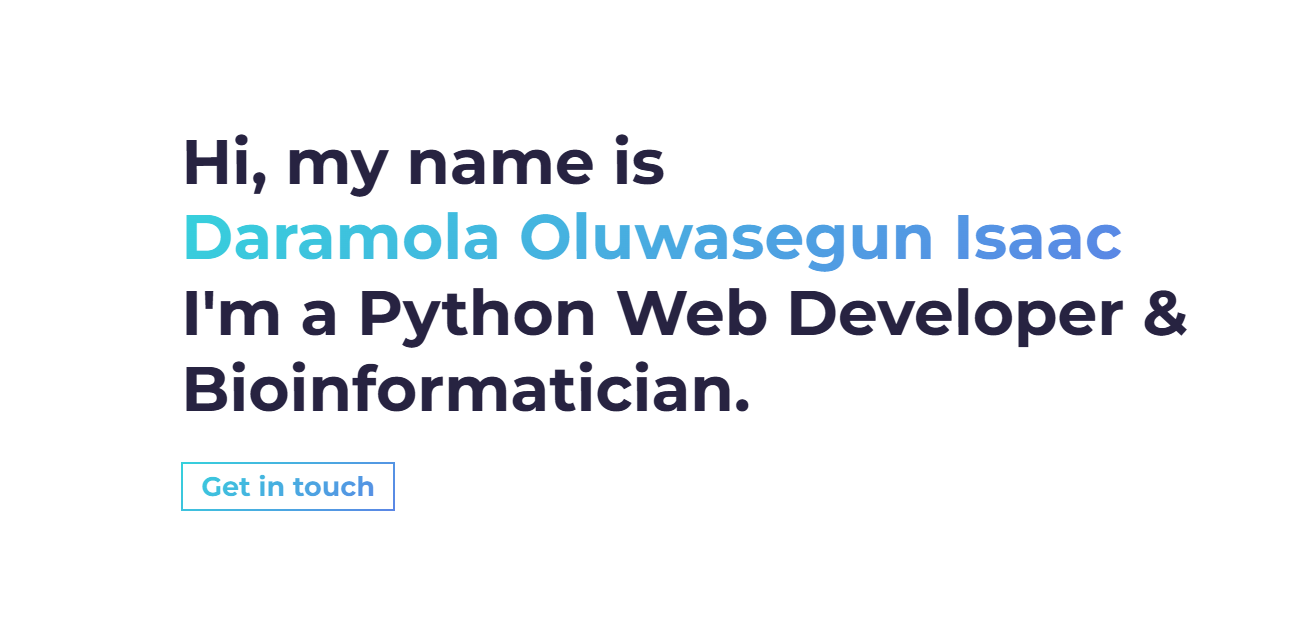 Hi, my name is
Daramola Oluwasegun Isaac
I'm a Python Web Developer &
Bioinformatician.
Get in touch